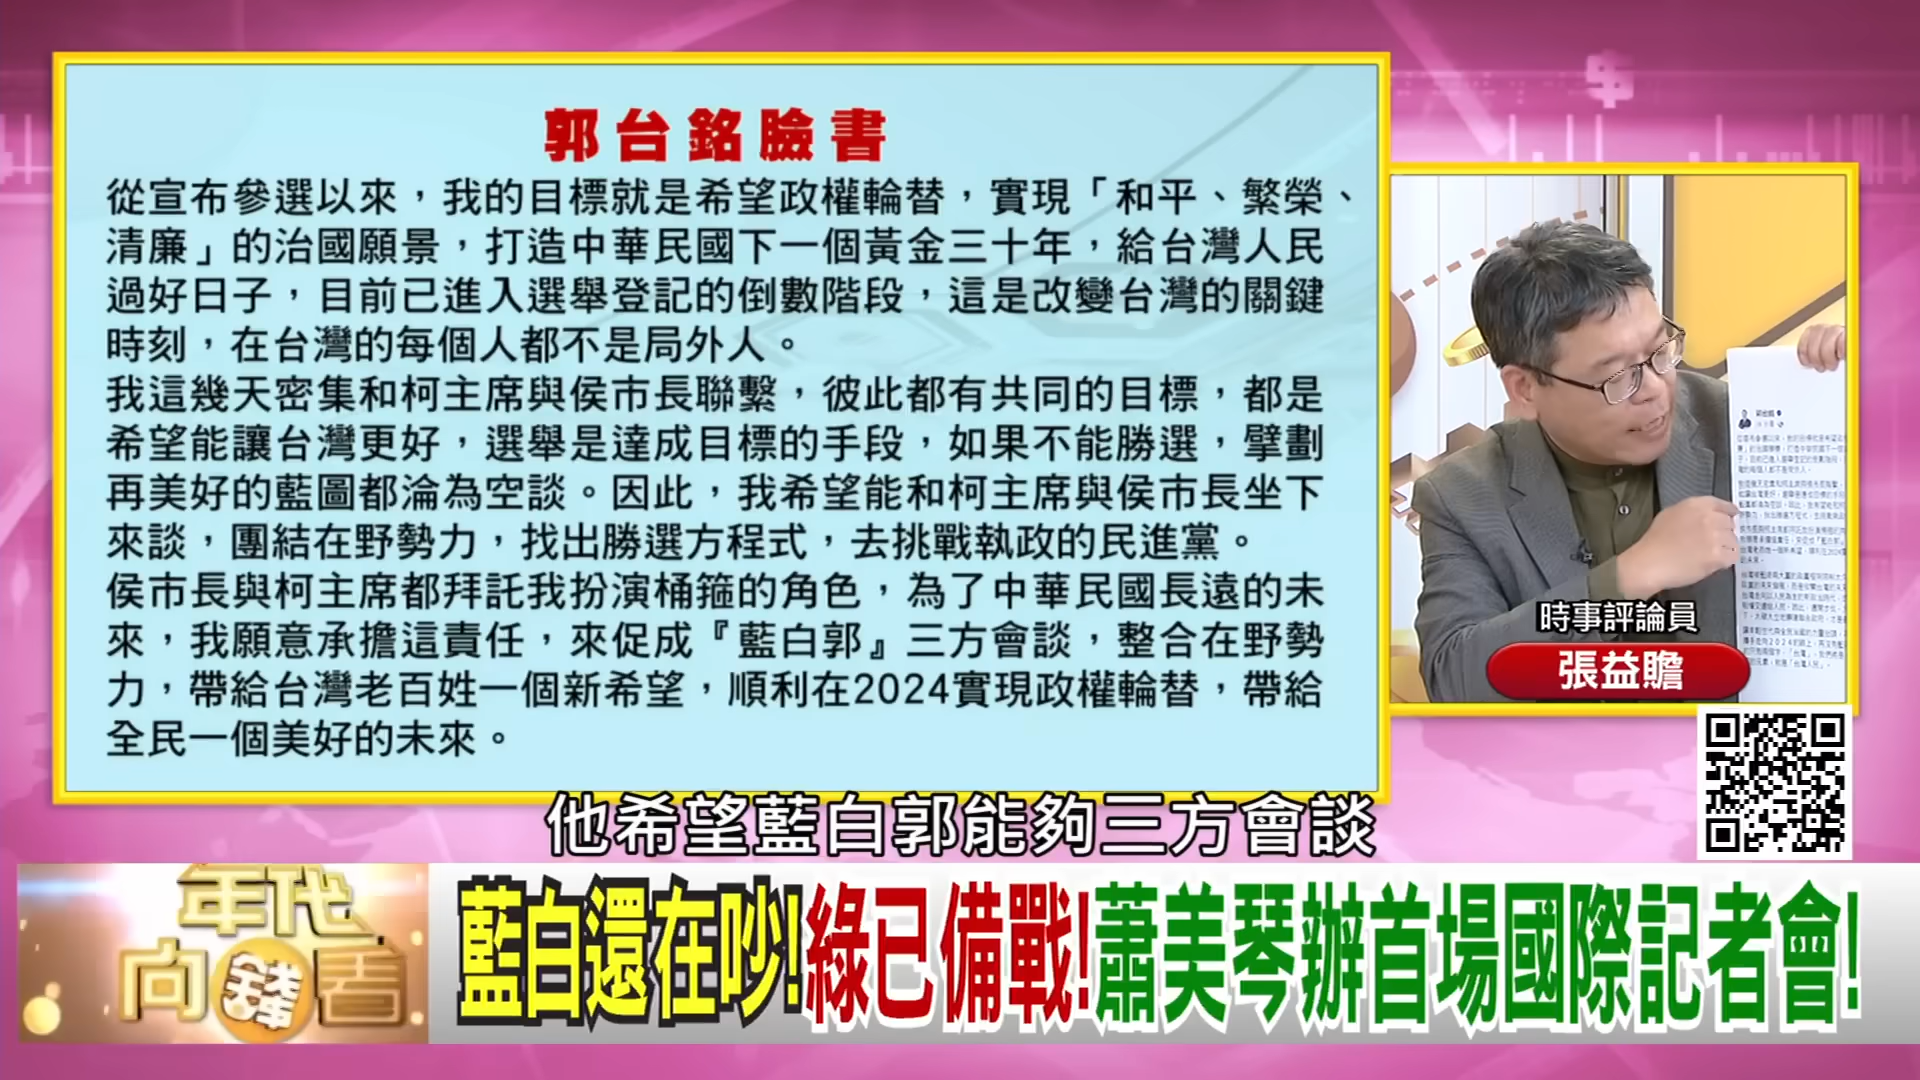 郭台銘臉書
從宣布參選以來，我的目標就是希望政權輪替，實現「和平、繁榮、
清廉」的治國願景，打造中華民國下一個黃金三十年，給台灣人民
過好日子，目前已進入選舉登記的倒數階段，這是改變台灣的關鍵
時刻，在台灣的每個人都不是局外人。
我這幾天密集和柯主席與侯市長聯繫，彼此都有共同的目標，都是
希望能讓台灣更好，選舉是達成目標的手段，如果不能勝選，擘劃
再美好的藍圖都淪為空談。因此，我希望能和柯主席與侯市長坐下
來談，團結在野勢力，找出勝選方程式，去挑戰執政的民進黨。
侯市長與柯主席都拜託我扮演桶箍的角色，為了中華民國長遠的未
來，我願意承擔這責任，來促成『藍白郭』三方會談，整合在野勢
力，帶給台灣老百姓一個新希望，順利在2024實現政權輪替，帶給
全民一個美好的未來。
時事評論員
張益贍
他希望藍白郭能夠三方會談
年代
向錢看
藍白還在吵!綠已備戰!蕭美琴辦首場國際記者會!